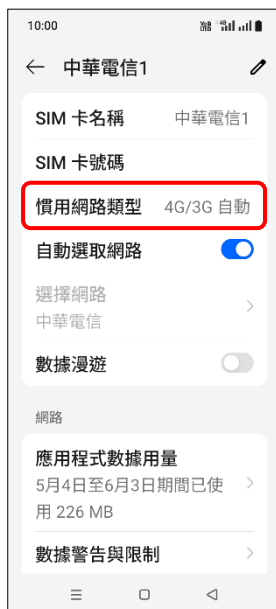 10:00
中華電信1
SIM 卡名稱 中華電信1
SIM 卡號碼
慣用網路類型 4G/3G 自動
自動選取網路
選擇網路
中華電信
數據漫遊
網路
應用程式數據用量
5月4日至6月3日期間已使
用 226 MB
數據警告與限制